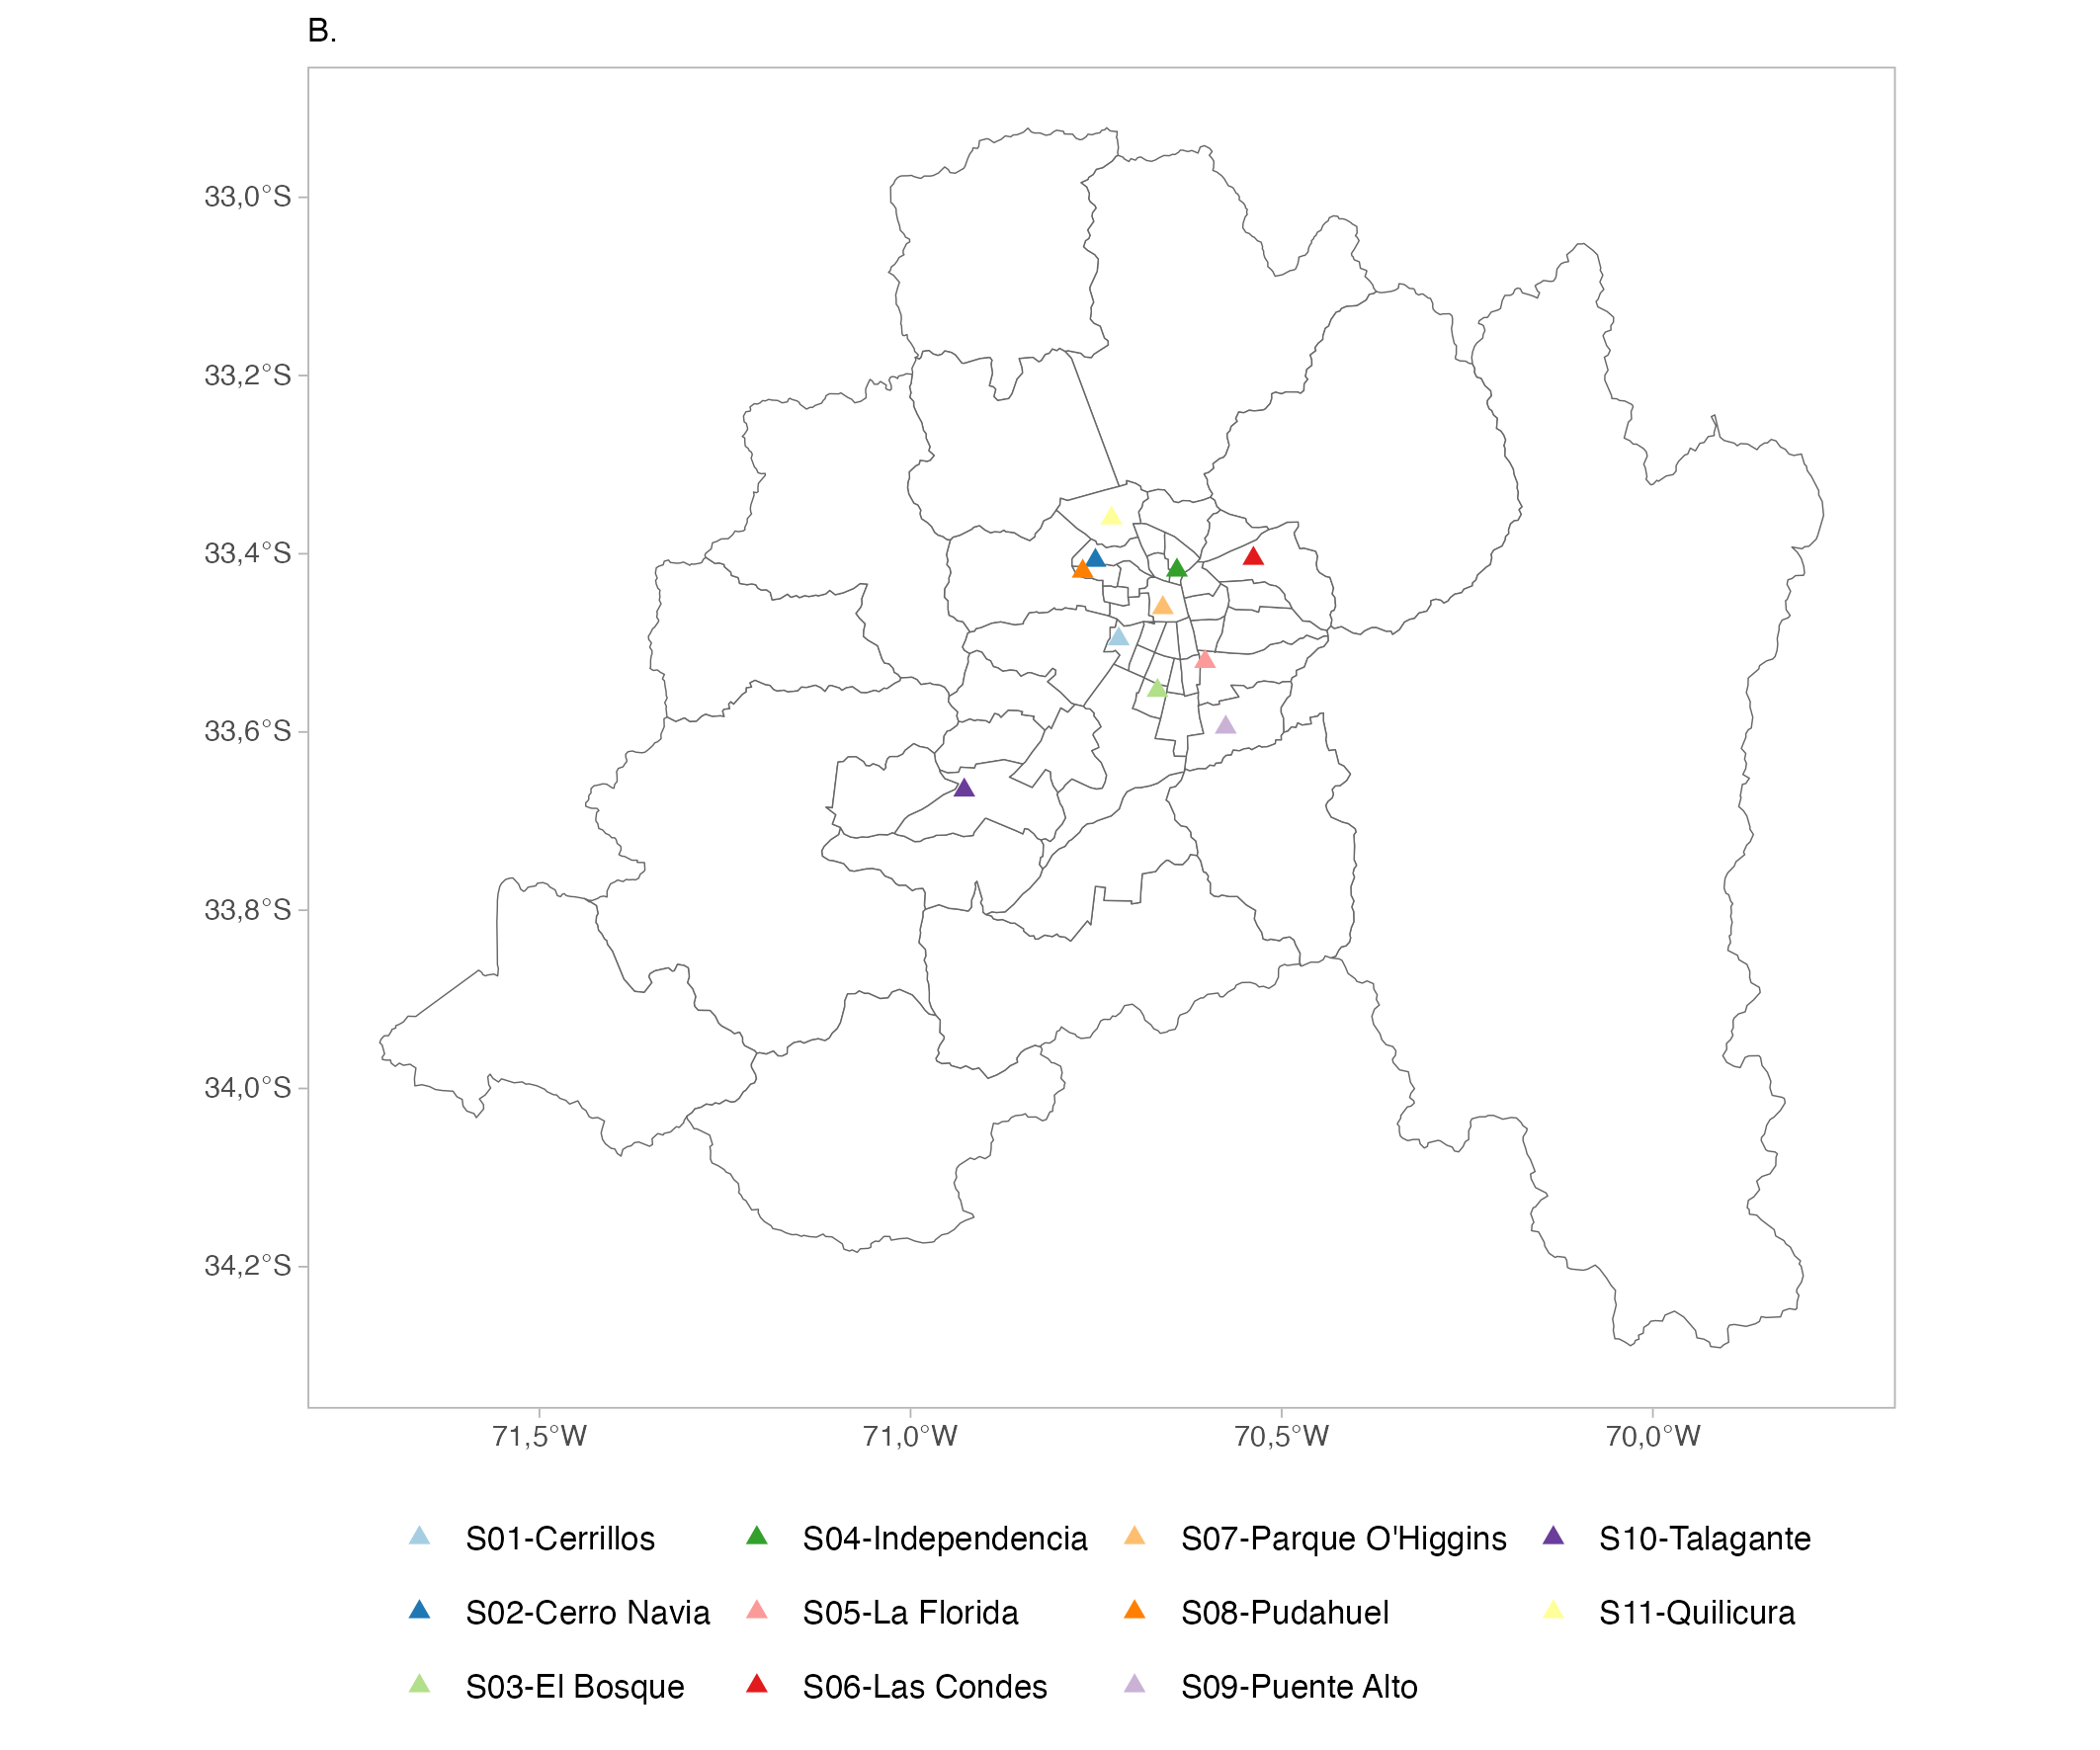 B.
33,0°S
33,2°S
33,4°S
33,6°S
33,8°S
34,0°S
34,2°S
71,5°W 71,0°W 70,5°W 70,0°W
S01-Cerrillos S04-Independencia S07-Parque O'Higgins S10-Talagante
S02-Cerro Navia S05-La Florida S08-Pudahuel S11-Quilicura
S03-El Bosque S06-Las Condes S09-Puente Alto